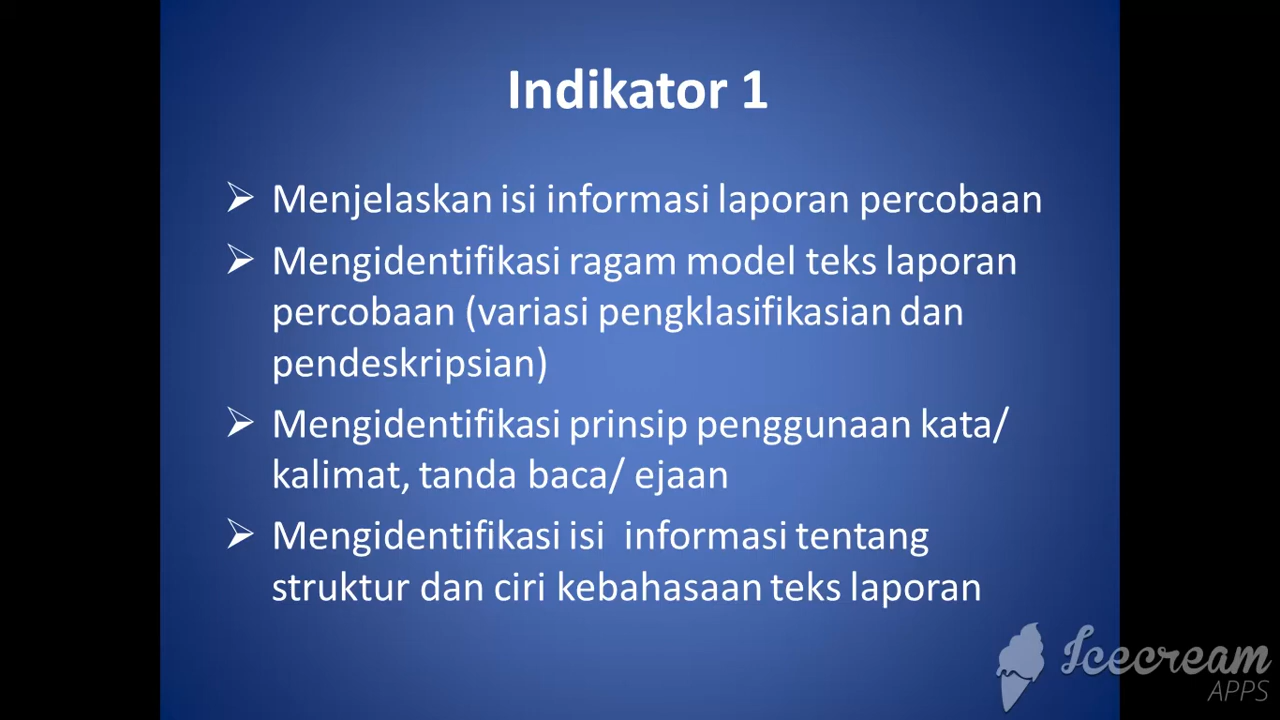 Indikator 1
➢ Menjelaskan isi informasi laporan percobaan
➢ Mengidentifikasi ragam model teks laporan
percobaan (variasi pengklasifikasian dan
pendeskripsian)
➢ Mengidentifikasi prinsip penggunaan kata/
kalimat, tanda baca/ ejaan
➢ Mengidentifikasi isi  informasi tentang
struktur dan ciri kebahasaan teks laporan
Icecream
APPS